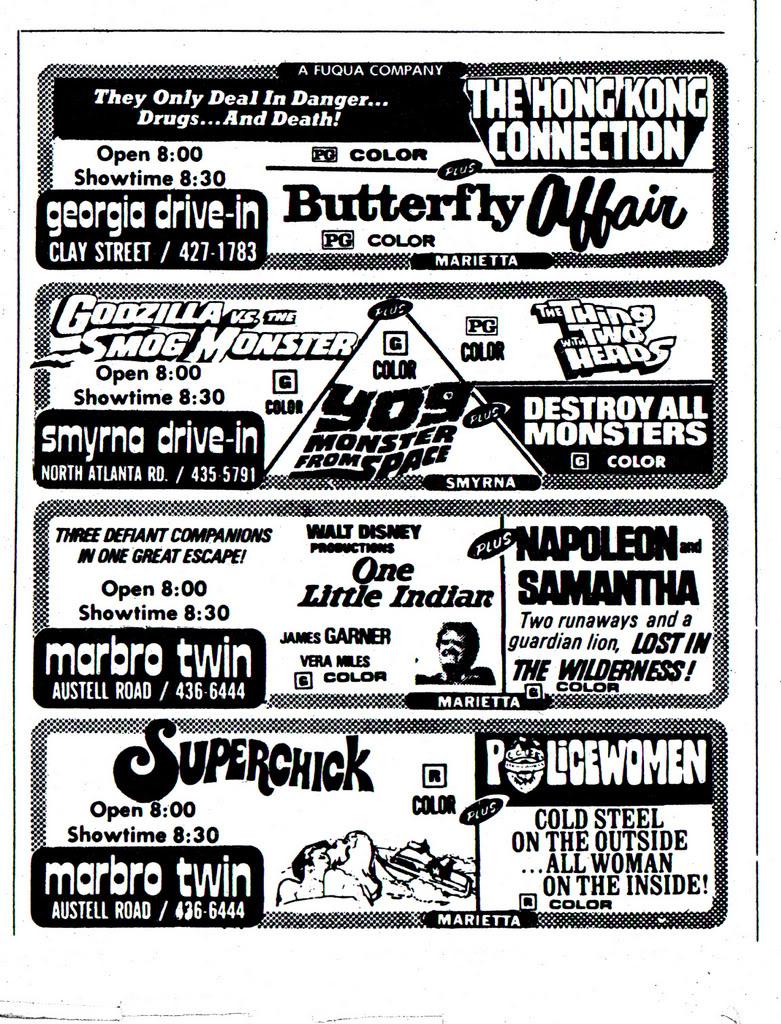 A FUQUA COMPANY
They Only Deal In Danger...
Drugs...And Death!
THE HONG KONG
CONNECTION
Open 8:00
Showtime 8:30
PG COLOR
PLUS
georgia drive-in
CLAY STREET / 427-1783
Butterfly Affair
PG COLOR
MARIETTA
GODZILLA VS. THE
SMOG MONSTER
Open 8:00
Showtime 8:30
G
COLOR
smyrna drive-in
NORTH ATLANTA RD. / 435-5791
PLUS
G
COLOR
YOG
MONSTER
FROM SPACE
PG
COLOR
THE THING
WITH TWO
HEADS
PLUS
DESTROY ALL
MONSTERS
G COLOR
SMYRNA
THREE DEFIANT COMPANIONS
IN ONE GREAT ESCAPE!
Open 8:00
Showtime 8:30
marbro twin
AUSTELL ROAD / 436-6444
WALT DISNEY
PRODUCTIONS
One
Little Indian
JAMES GARNER
VERA MILES
G COLOR
PLUS
NAPOLEON and
SAMANTHA
Two runaways and a
guardian lion, LOST IN
THE WILDERNESS!
G COLOR
MARIETTA
SUPERCHICK
Open 8:00
Showtime 8:30
R
COLOR
marbro twin
AUSTELL ROAD / 436-6444
PLUS
POLICEWOMEN
COLD STEEL
ON THE OUTSIDE
...ALL WOMAN
ON THE INSIDE!
R COLOR
MARIETTA